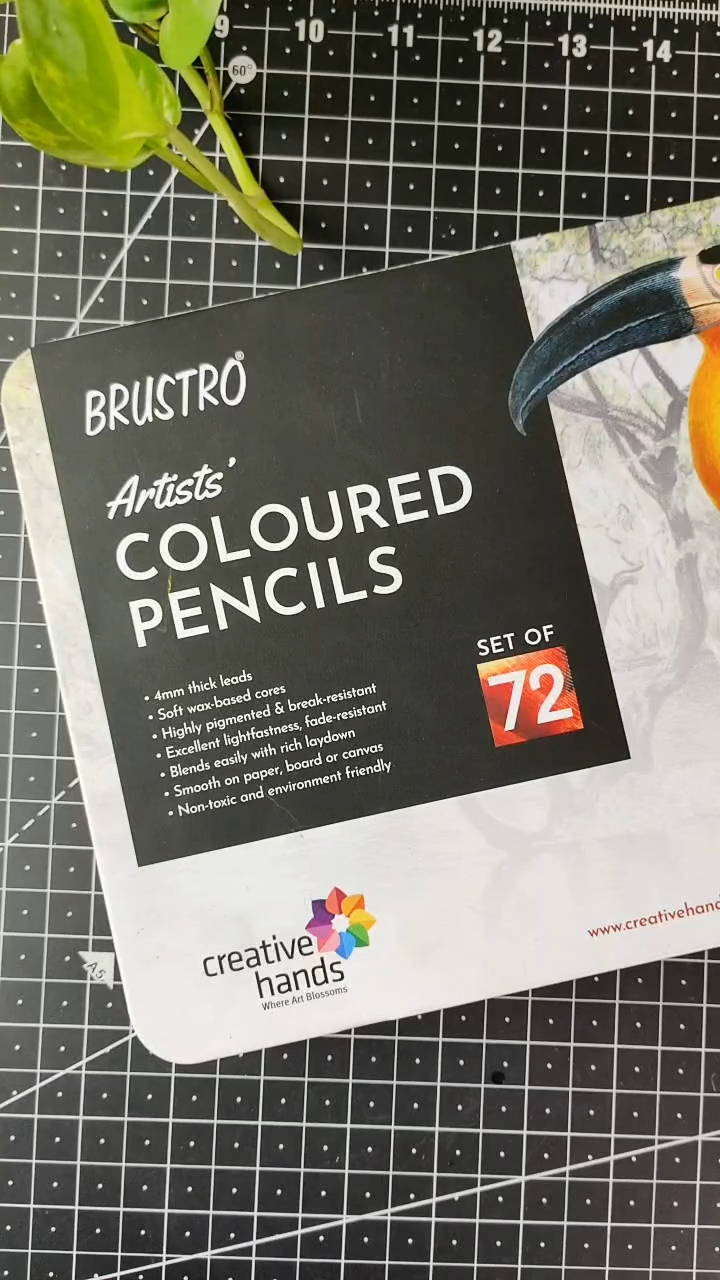 9 10 11 12 13 14
60°
BRUSTRO®
Artists'
COLOURED
PENCILS
SET OF
72
• 4mm thick leads
• Soft wax-based cores
• Highly pigmented & break-resistant
• Excellent lightfastness, fade-resistant
• Blends easily with rich laydown
• Smooth on paper, board or canvas
• Non-toxic and environment friendly
creative
hands
Where Art Blossoms
www.creativehand
A5